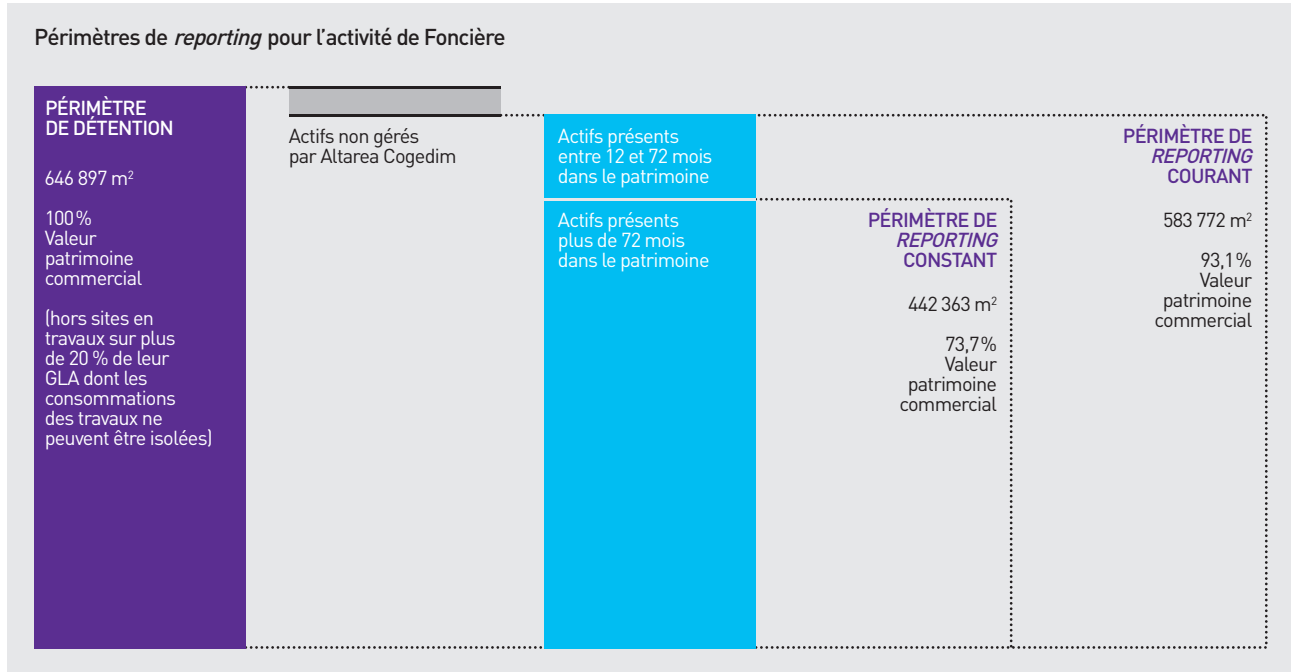 Périmètres de reporting pour l’activité de Foncière
PÉRIMÈTRE
DE DÉTENTION
646 897 m²
100 %
Valeur
patrimoine
commercial
(hors sites en
travaux sur plus
de 20 % de leur
GLA dont les
consommations
des travaux ne
peuvent être isolées)
Actifs non gérés
par Altarea Cogedim
Actifs présents
entre 12 et 72 mois
dans le patrimoine
Actifs présents
plus de 72 mois
dans le patrimoine
PÉRIMÈTRE DE
REPORTING
CONSTANT
442 363 m²
73,7 %
Valeur
patrimoine
commercial
PÉRIMÈTRE DE
REPORTING
COURANT
583 772 m²
93,1 %
Valeur
patrimoine
commercial